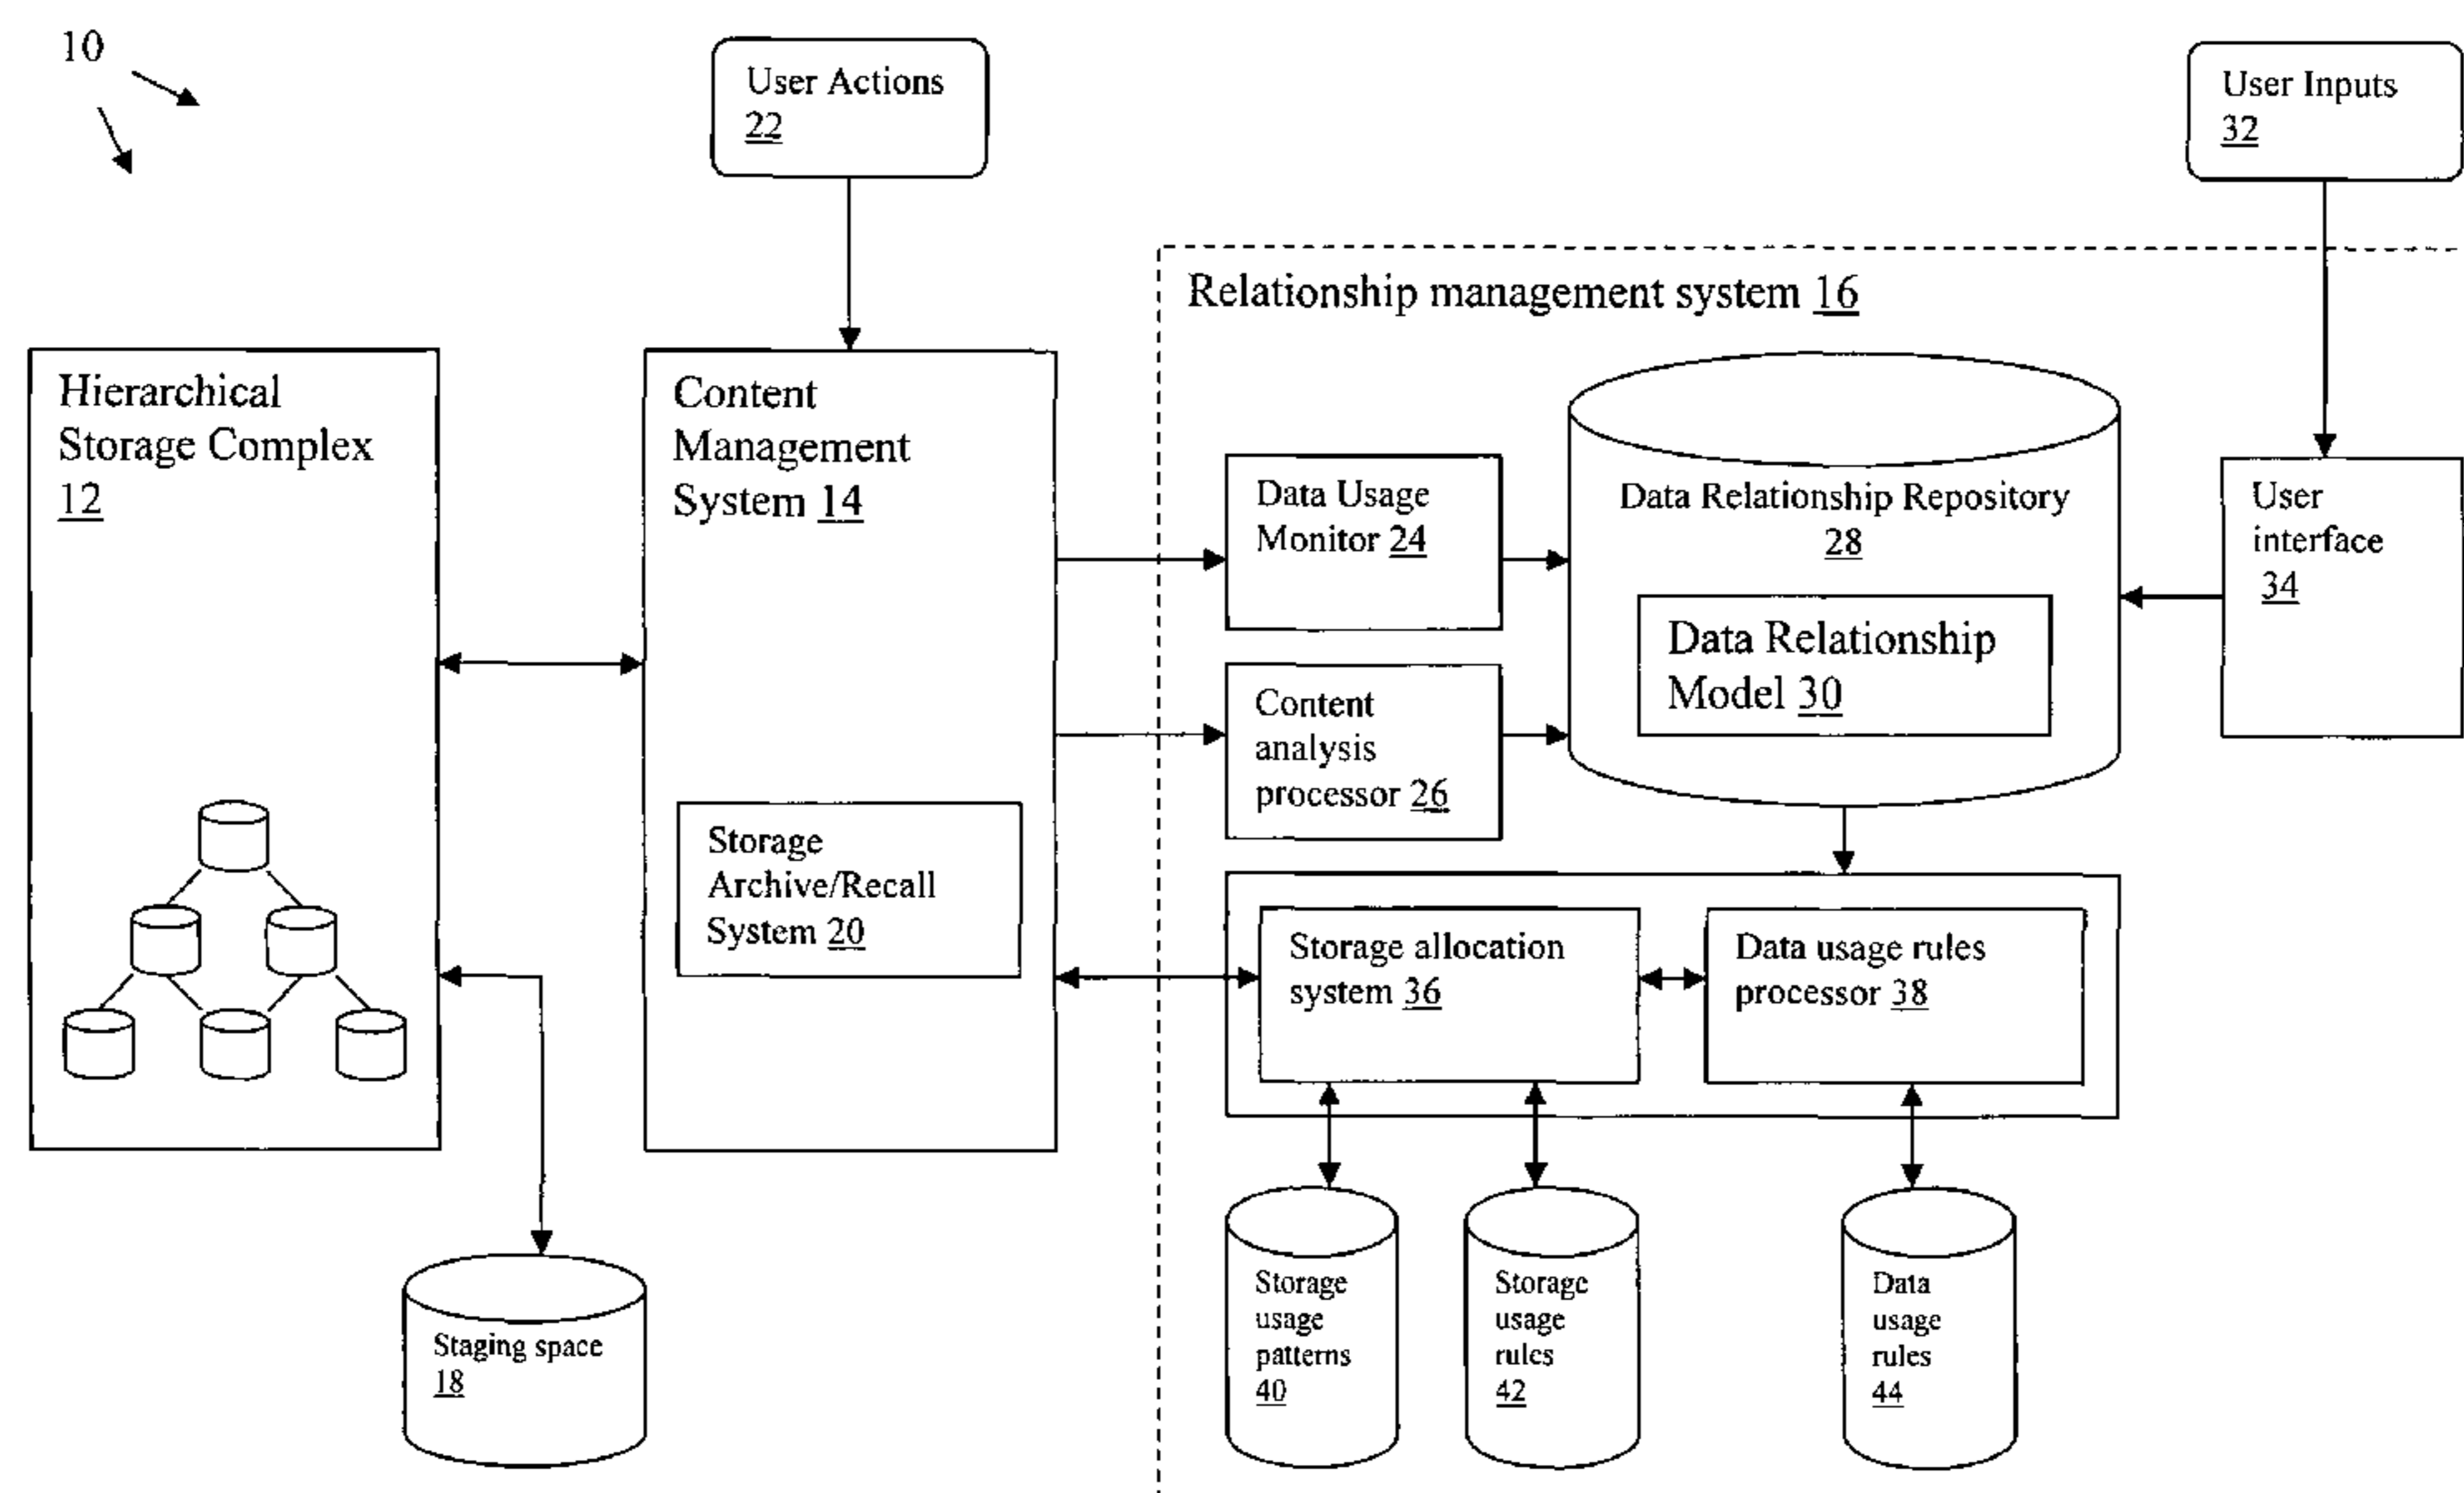 10
User Actions
22
User Inputs
32
Relationship management system 16
Hierarchical
Storage Complex
12
Content
Management
System 14
Data Usage
Monitor 24
Data Relationship Repository
28
User
interface
34
Data Relationship
Model 30
Content
analysis
processor 26
Storage
Archive/Recall
System 20
Storage allocation
system 36
Data usage rules
processor 38
Staging space
18
Storage
usage
patterns
40
Storage
usage
rules
42
Data
usage
rules
44